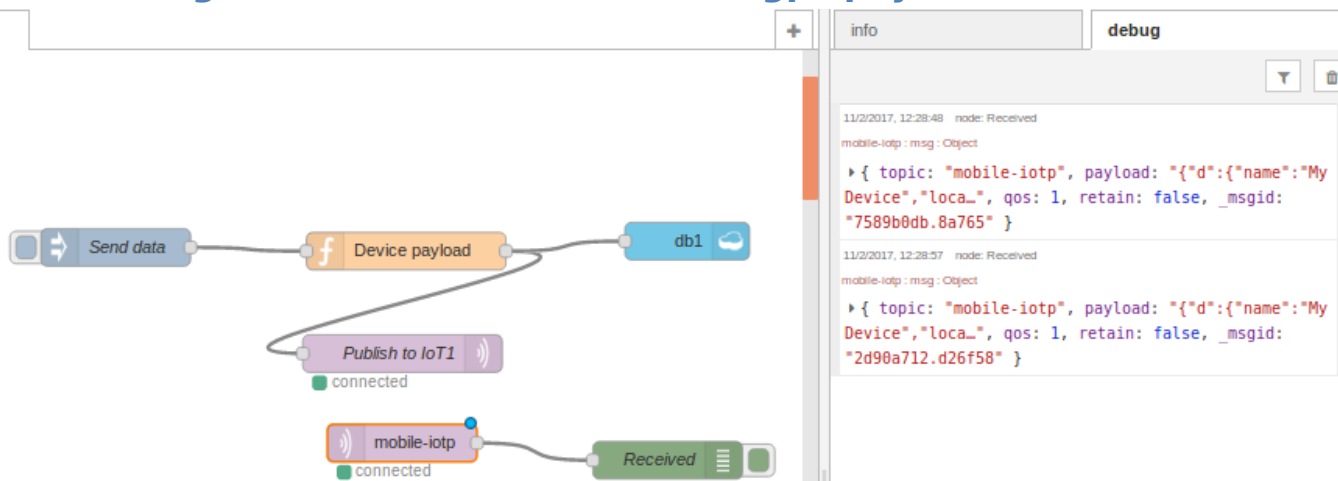 info
debug
11/2/2017, 12:28:48 node: Received
mobile-iotp : msg : Object
{ topic: "mobile-iotp", payload: "{"d":{"name":"My
Device","loca…", qos: 1, retain: false, _msgid:
"7589b0db.8a765" }
11/2/2017, 12:28:57 node: Received
mobile-iotp : msg : Object
{ topic: "mobile-iotp", payload: "{"d":{"name":"My
Device","loca…", qos: 1, retain: false, _msgid:
"2d90a712.d26f58" }
Send data
Device payload
db1
Publish to IoT1
connected
mobile-iotp
connected
Received